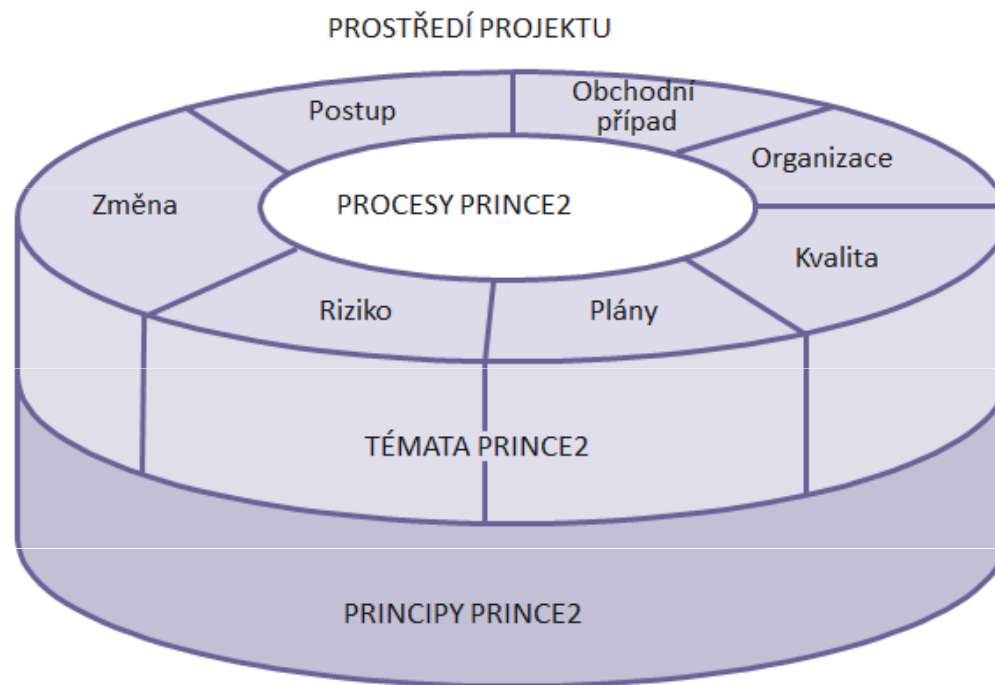 PROSTŘEDÍ PROJEKTU
Postup
Obchodní
případ
Organizace
Změna
PROCESY PRINCE2
Kvalita
Riziko
Plány
TÉMATA PRINCE2
PRINCIPY PRINCE2